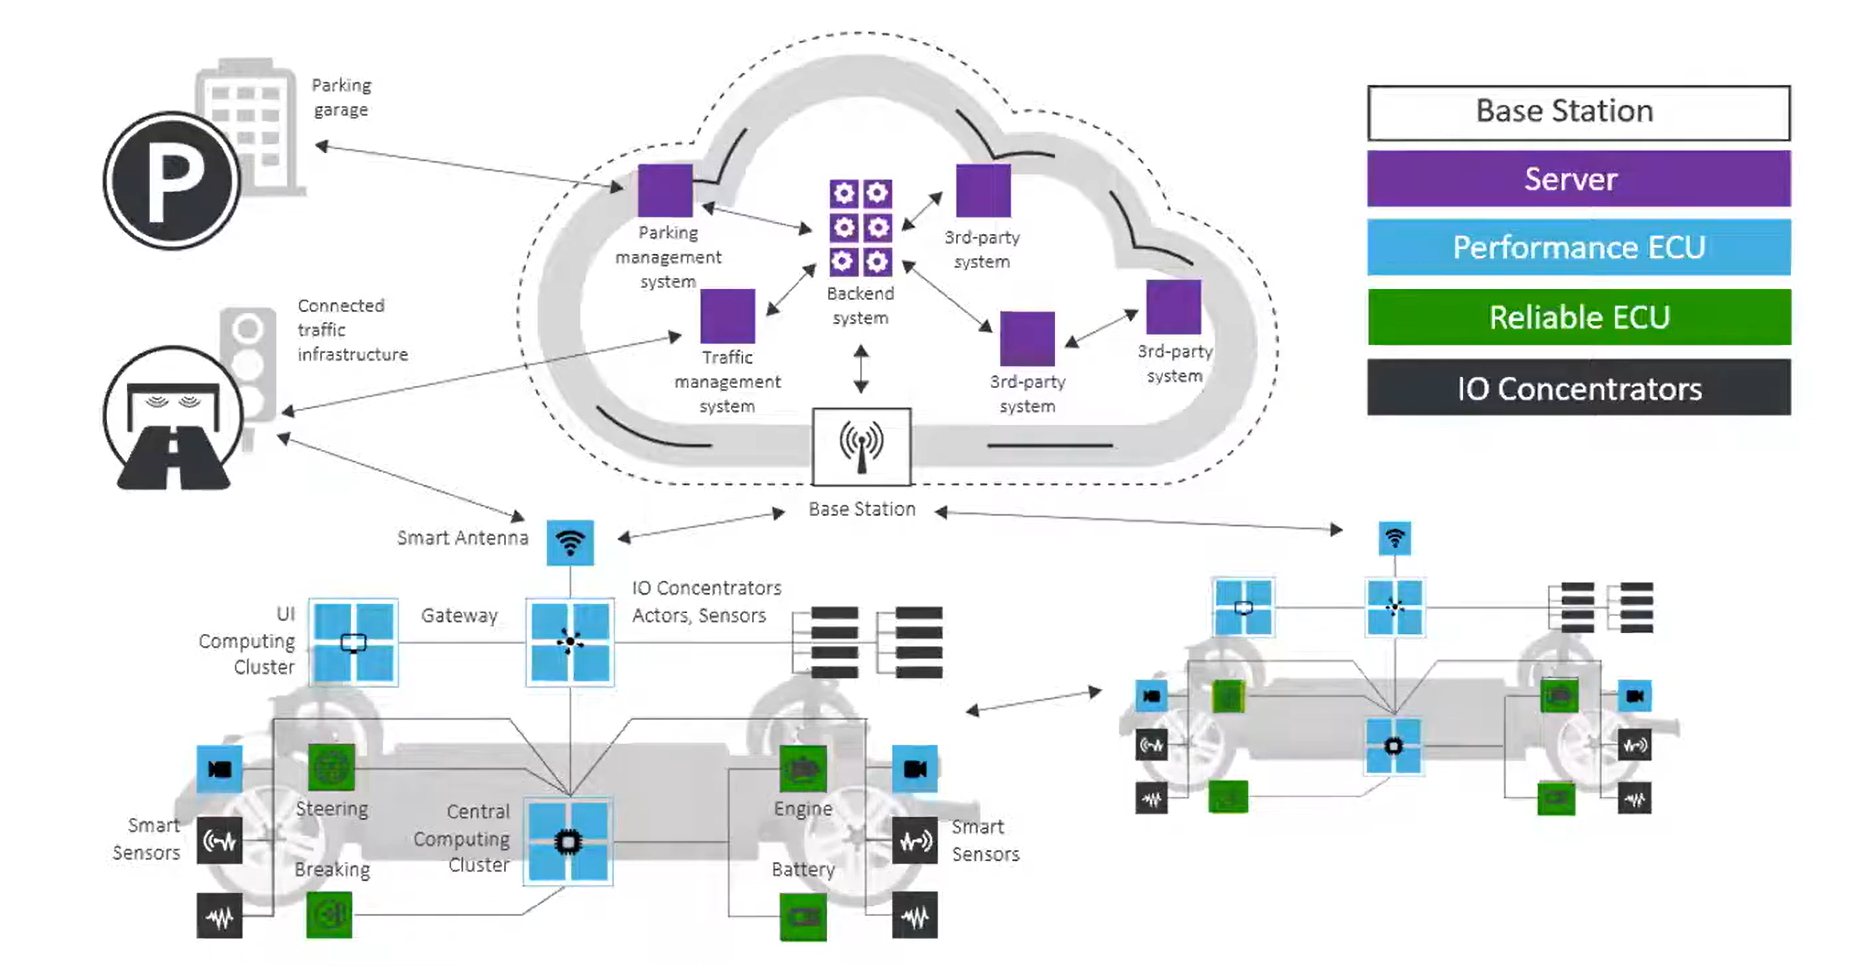 Parking
garage
P
Connected
traffic
infrastructure
Parking
management
system
Traffic
management
system
Backend
system
3rd-party
system
3rd-party
system
3rd-party
system
Base Station
Base Station
Server
Performance ECU
Reliable ECU
IO Concentrators
Smart Antenna
UI
Computing
Cluster
Gateway
IO Concentrators
Actors, Sensors
Smart
Sensors
Steering
Breaking
Central
Computing
Cluster
Engine
Battery
Smart
Sensors